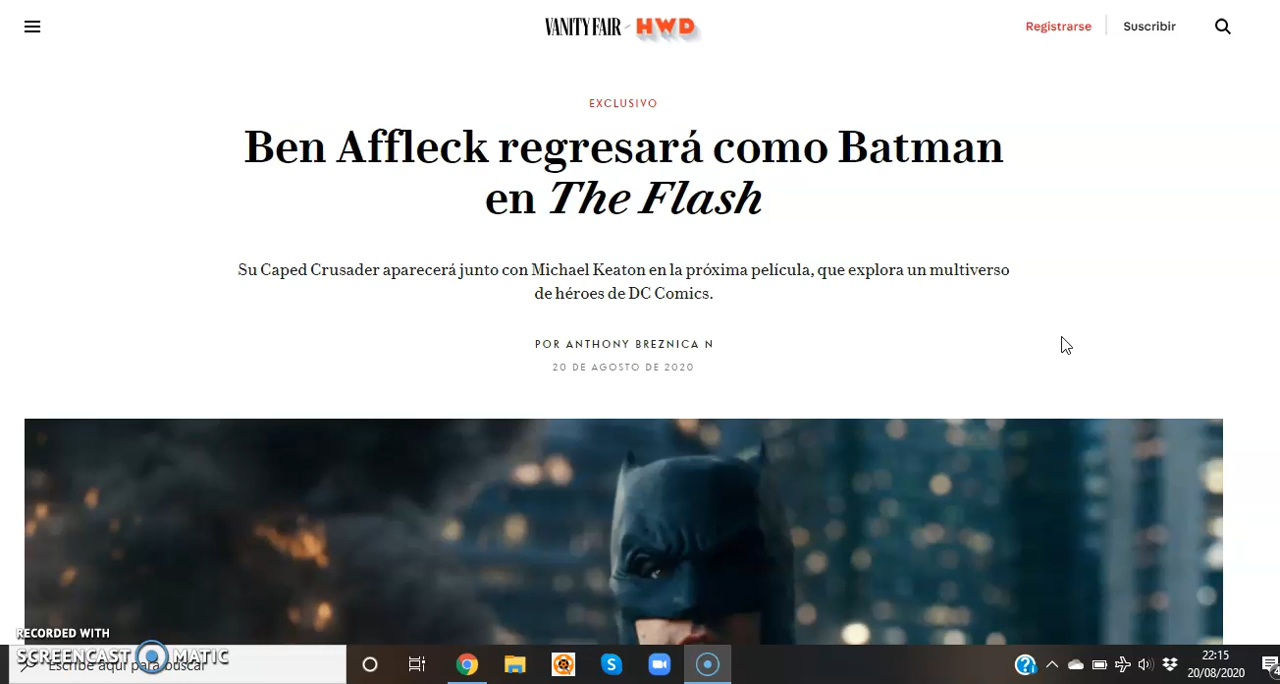 VANITY FAIR - HWD
Registrarse
Suscribir
EXCLUSIVO
Ben Affleck regresará como Batman
en The Flash
Su Caped Crusader aparecerá junto con Michael Keaton en la próxima película, que explora un multiverso
de héroes de DC Comics.
POR ANTHONY BREZNICA N
20 DE AGOSTO DE 2020
RECORDED WITH
SCREENCAST MATIC
Escribe aquí para buscar
22:15
20/08/2020